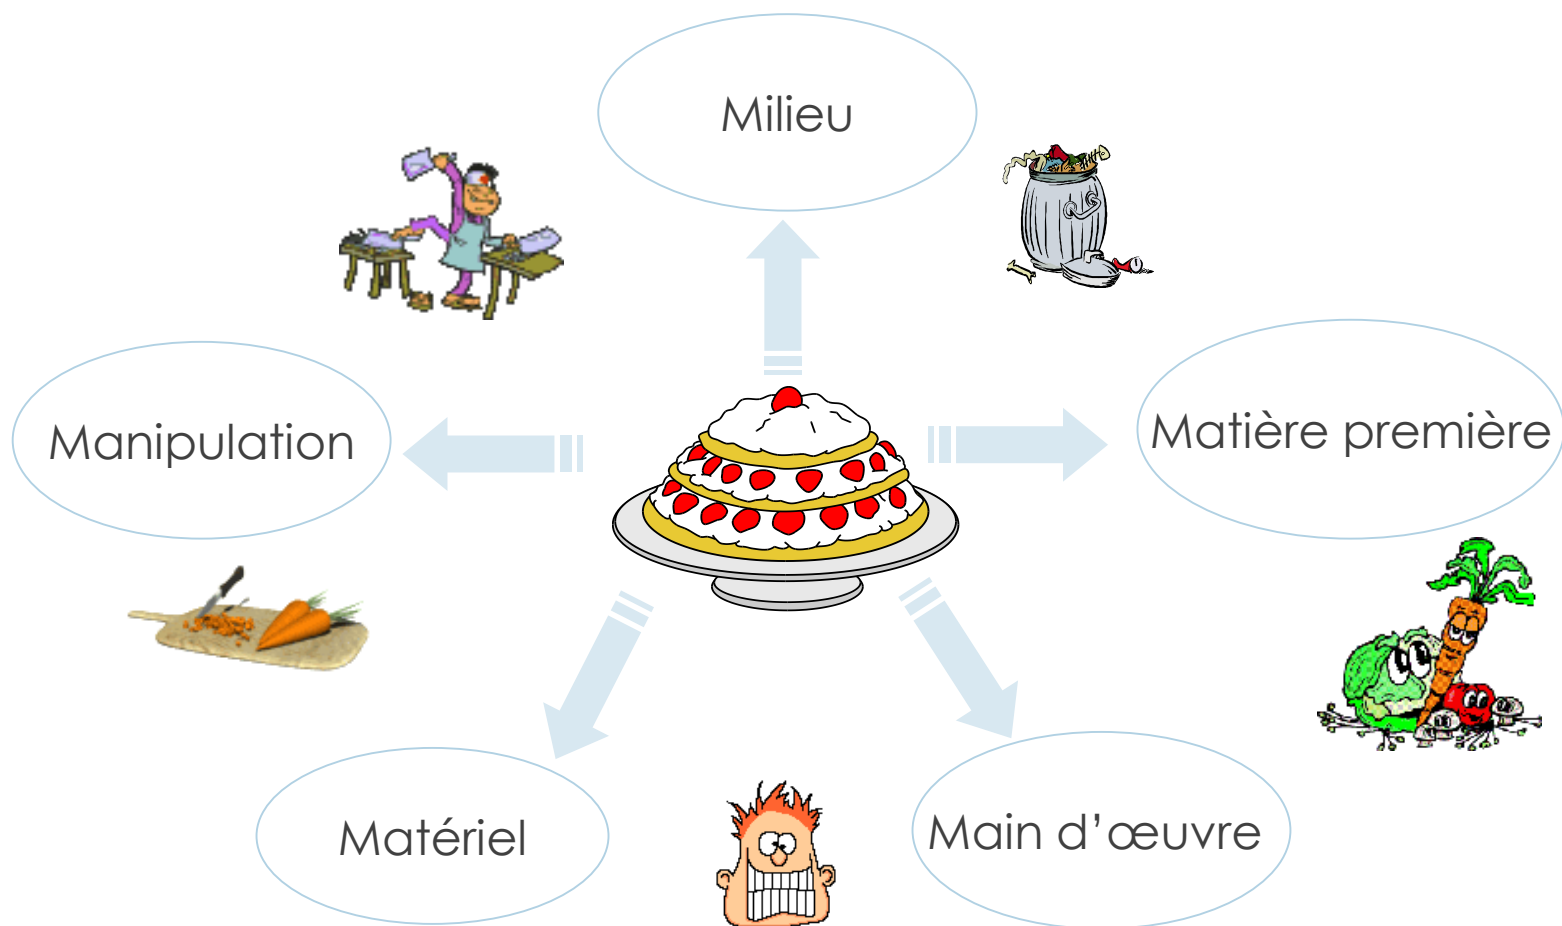 Milieu
Manipulation
Matière première
Matériel
Main d’œuvre